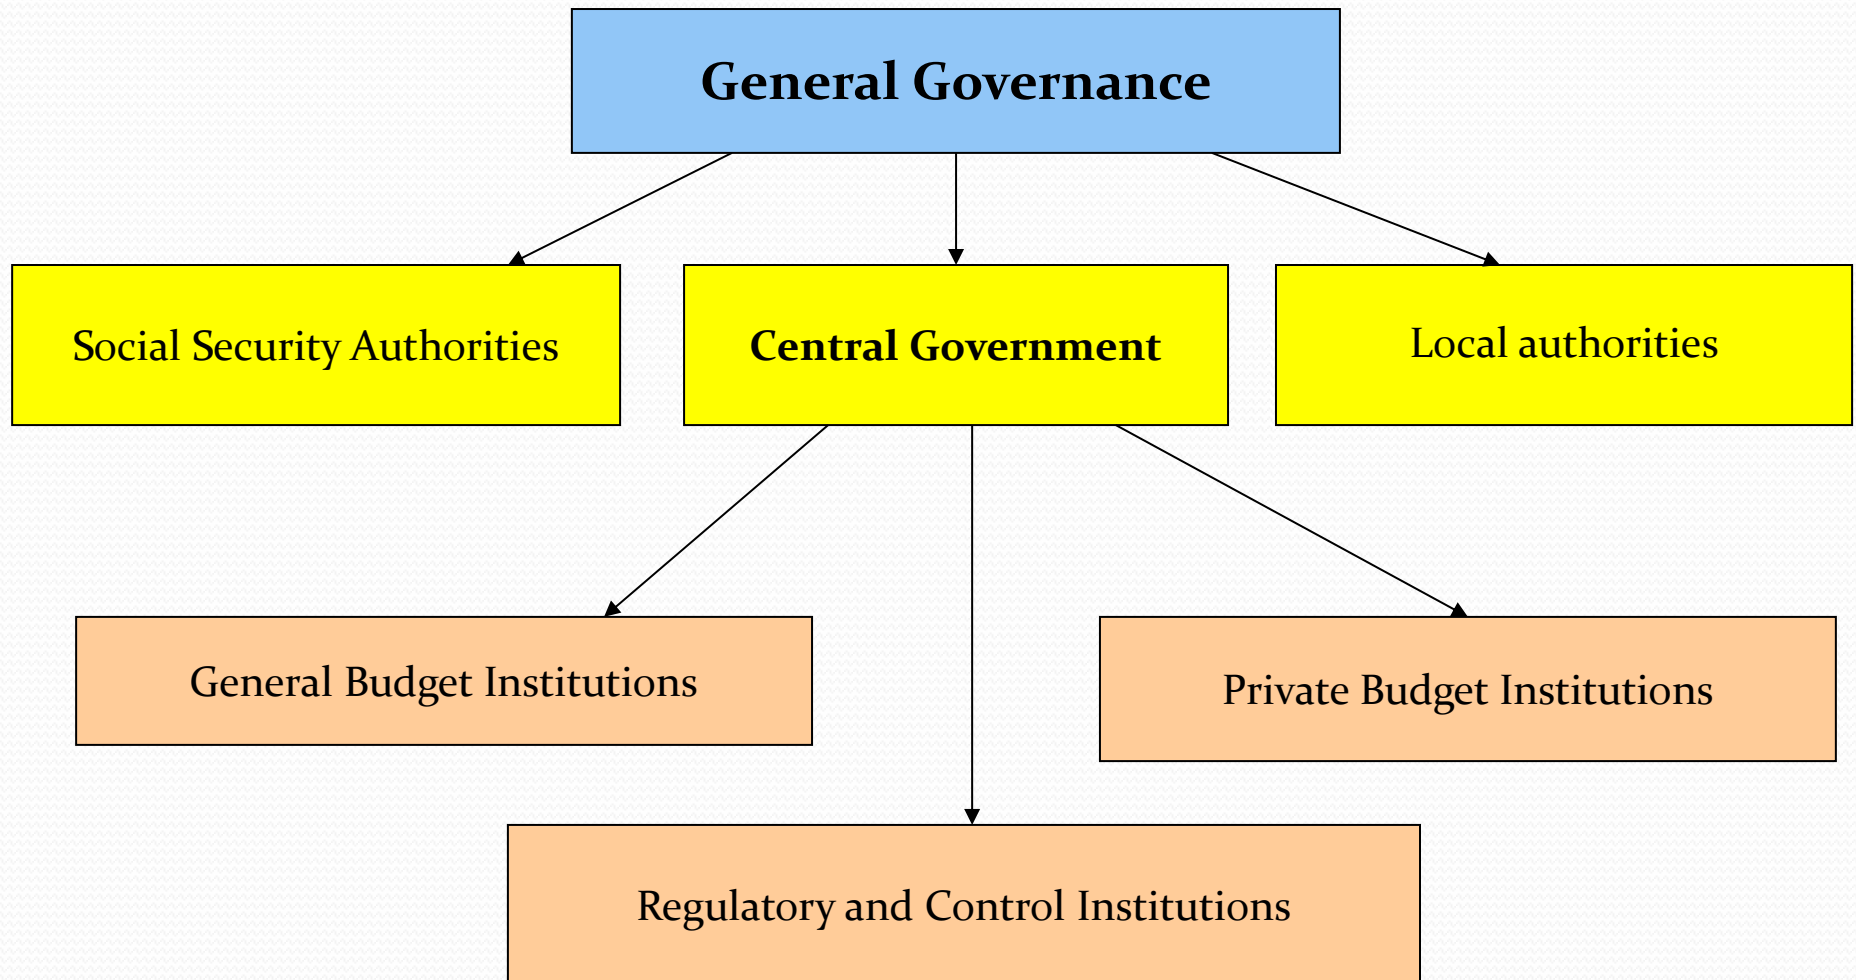 General Governance
Social Security Authorities
Central Government
Local authorities
General Budget Institutions
Private Budget Institutions
Regulatory and Control Institutions